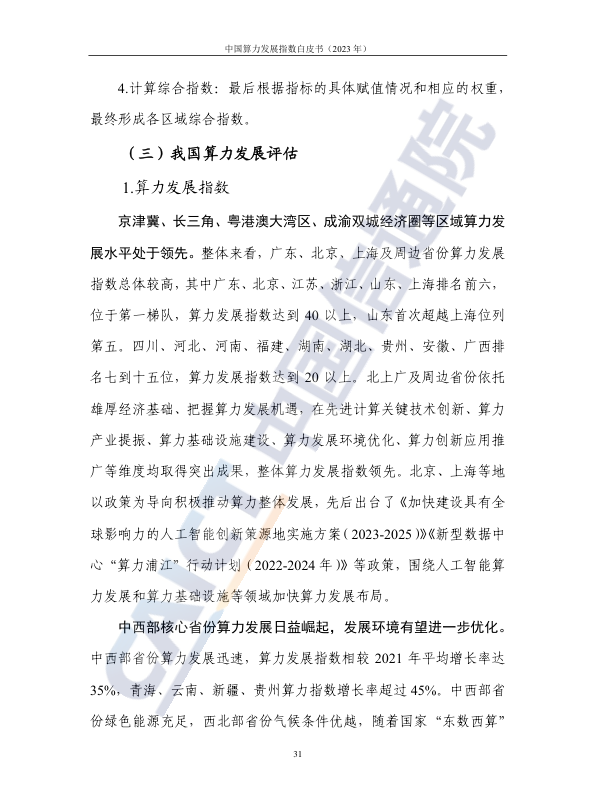 中国算力发展指数白皮书（2023 年）
4.计算综合指数：最后根据指标的具体赋值情况和相应的权重，
最终形成各区域综合指数。
（三）我国算力发展评估
1.算力发展指数
京津冀、长三角、粤港澳大湾区、成渝双城经济圈等区域算力发
展水平处于领先。整体来看，广东、北京、上海及周边省份算力发展
指数总体较高，其中广东、北京、江苏、浙江、山东、上海排名前六，
位于第一梯队，算力发展指数达到 40 以上，山东首次超越上海位列
第五。四川、河北、河南、福建、湖南、湖北、贵州、安徽、广西排
名七到十五位，算力发展指数达到 20 以上。北上广及周边省份依托
雄厚经济基础、把握算力发展机遇，在先进计算关键技术创新、算力
产业提振、算力基础设施建设、算力发展环境优化、算力创新应用推
广等维度均取得突出成果，整体算力发展指数领先。北京、上海等地
以政策为导向积极推动算力整体发展，先后出台了《加快建设具有全
球影响力的人工智能创新策源地实施方案（2023-2025）》《新型数据中
心“算力浦江”行动计划（2022-2024 年）》等政策，围绕人工智能算
力发展和算力基础设施等领域加快算力发展布局。
中西部核心省份算力发展日益崛起，发展环境有望进一步优化。
中西部省份算力发展迅速，算力发展指数相较 2021 年平均增长率达
35%，青海、云南、新疆、贵州算力指数增长率超过 45%。中西部省
份绿色能源充足，西北部省份气候条件优越，随着国家“东数西算”
31
CAICT 中国信通院